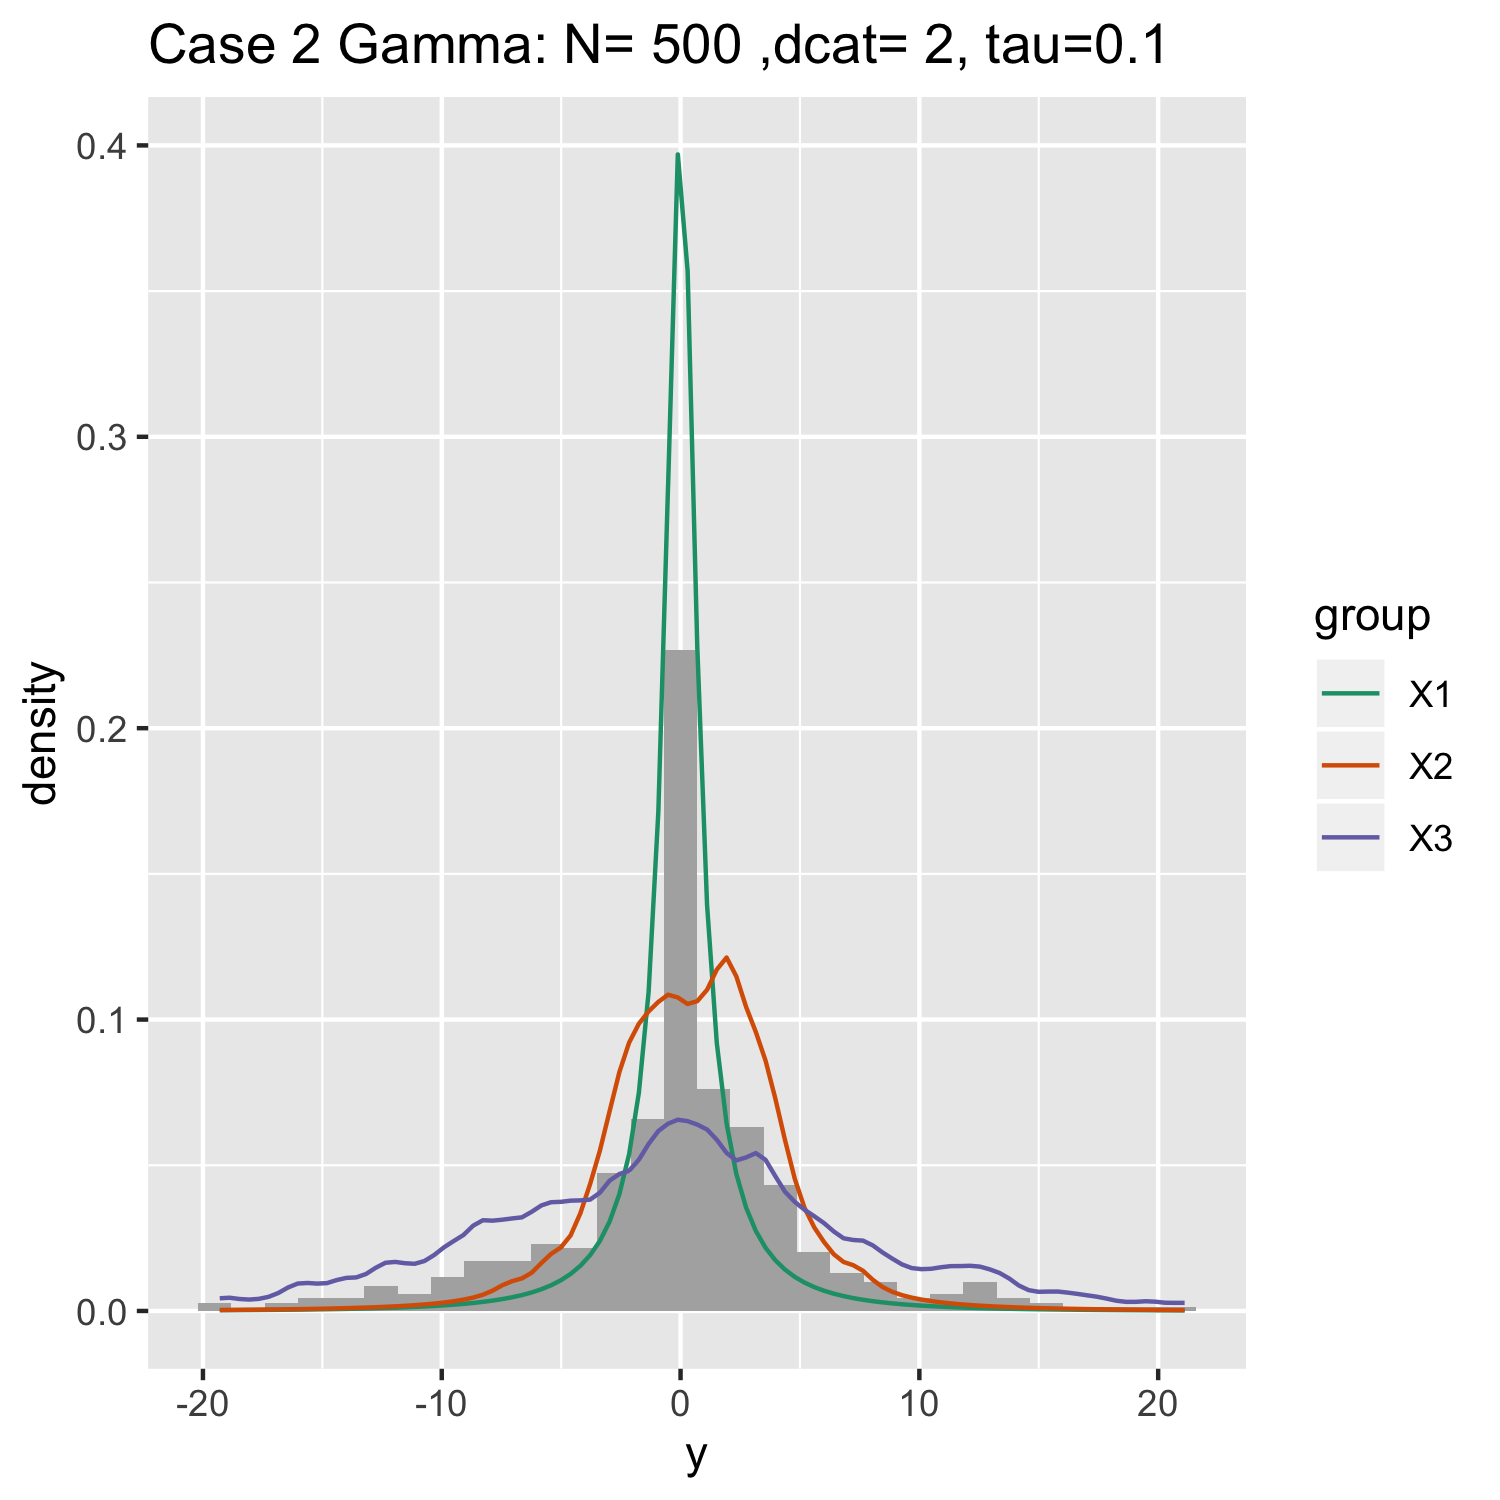 Case 2 Gamma: N= 500 ,dcat= 2, tau=0.1
0.4
0.3
0.2
0.1
0.0
density
-20 -10 0 10 20
y
group
X1
X2
X3